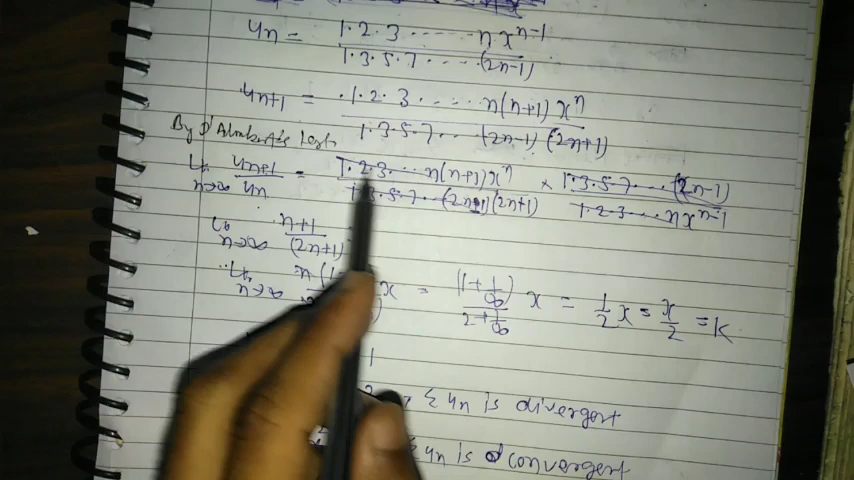 un = 1·2·3 ...... n x^n-1 / 1·3·5·7 ..... (2n-1)
un+1 = 1·2·3 ...... n(n+1) x^n / 1·3·5·7 ... (2n-1) (2n+1)
By D'Almberts Test
lt n→∞ un+1 / un = 1·2·3 ... n(n+1) x^n / 1·3·5·7 ... (2n-1) (2n+1) × 1·3·5·7 ... (2n-1) / 1·2·3 ... n x^n-1
lt n→∞ n+1 / (2n+1)
lt n→∞ n(1 x = (1+1/∞) / 2+1/∞ x = 1/2 x = x/2 = K
1
Σ un is divergent
Σ un is convergent